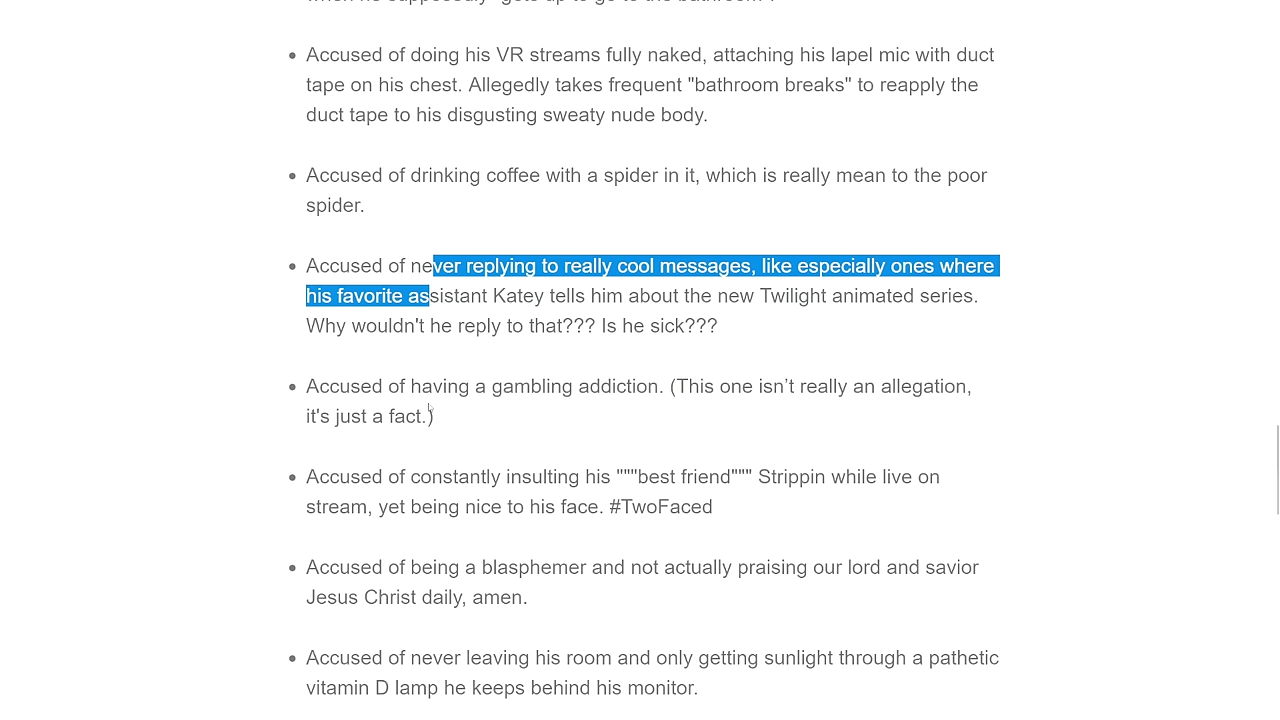 Accused of doing his VR streams fully naked, attaching his lapel mic with duct
tape on his chest. Allegedly takes frequent "bathroom breaks" to reapply the
duct tape to his disgusting sweaty nude body.
Accused of drinking coffee with a spider in it, which is really mean to the poor
spider.
Accused of never replying to really cool messages, like especially ones where
his favorite assistant Katey tells him about the new Twilight animated series.
Why wouldn't he reply to that??? Is he sick???
Accused of having a gambling addiction. (This one isn’t really an allegation,
it's just a fact.)
Accused of constantly insulting his """best friend""" Strippin while live on
stream, yet being nice to his face. #TwoFaced
Accused of being a blasphemer and not actually praising our lord and savior
Jesus Christ daily, amen.
Accused of never leaving his room and only getting sunlight through a pathetic
vitamin D lamp he keeps behind his monitor.